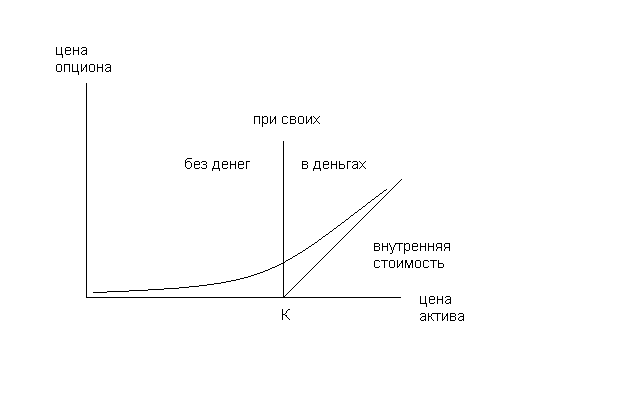 цена
опциона
при своих
без денег
в деньгах
внутренняя
стоимость
цена
актива
К